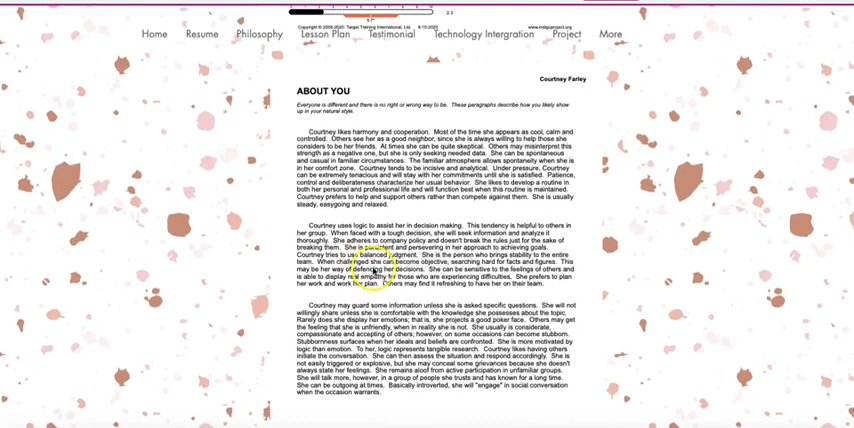 2.3
5.7*
Copyright © 2006-2020. Target Training International, Ltd. 9-15-2020 www.indigoproject.org
Home Resume Philosophy Lesson Plan Testimonial Technology Intergration Project More
Courtney Farley
ABOUT YOU
Everyone is different and there is no right or wrong way to be. These paragraphs describe how you likely show
up in your natural style.
Courtney likes harmony and cooperation. Most of the time she appears as cool, calm and
controlled. Others see her as a good neighbor, since she is always willing to help those she
considers to be her friends. At times she can be quite skeptical. Others may misinterpret this
strength as a negative one, but she is only seeking needed data. She can be spontaneous
and casual in familiar circumstances. The familiar atmosphere allows spontaneity when she is
in her comfort zone. Courtney tends to be incisive and analytical. Under pressure, Courtney
can be extremely tenacious and will stay with her commitments until she is satisfied. Patience,
control and deliberateness characterize her usual behavior. She likes to develop a routine in
both her personal and professional life and will function best when this routine is maintained.
Courtney prefers to help and support others rather than compete against them. She is usually
steady, easygoing and relaxed.
Courtney uses logic to assist her in decision making. This tendency is helpful to others in
her group. When faced with a tough decision, she will seek information and analyze it
thoroughly. She adheres to company policy and doesn't break the rules just for the sake of
breaking them. She is persistent and persevering in her approach to achieving goals.
Courtney tries to use balanced judgment. She is the person who brings stability to the entire
team. When challenged she can become objective, searching hard for facts and figures. This
may be her way of defending her decisions. She can be sensitive to the feelings of others and
is able to display real empathy for those who are experiencing difficulties. She prefers to plan
her work and work her plan. Others may find it refreshing to have her on their team.
Courtney may guard some information unless she is asked specific questions. She will not
willingly share unless she is comfortable with the knowledge she possesses about the topic.
Rarely does she display her emotions; that is, she projects a good poker face. Others may get
the feeling that she is unfriendly, when in reality she is not. She usually is considerate,
compassionate and accepting of others; however, on some occasions can become stubborn.
Stubbornness surfaces when her ideals and beliefs are confronted. She is more motivated by
logic than emotion. To her, logic represents tangible research. Courtney likes having others
initiate the conversation. She can then assess the situation and respond accordingly. She is
not easily triggered or explosive, but she may conceal some grievances because she doesn't
always state her feelings. She remains aloof from active participation in unfamiliar groups.
She will talk more, however, in a group of people she trusts and has known for a long time.
She can be outgoing at times. Basically introverted, she will "engage" in social conversation
when the occasion warrants.